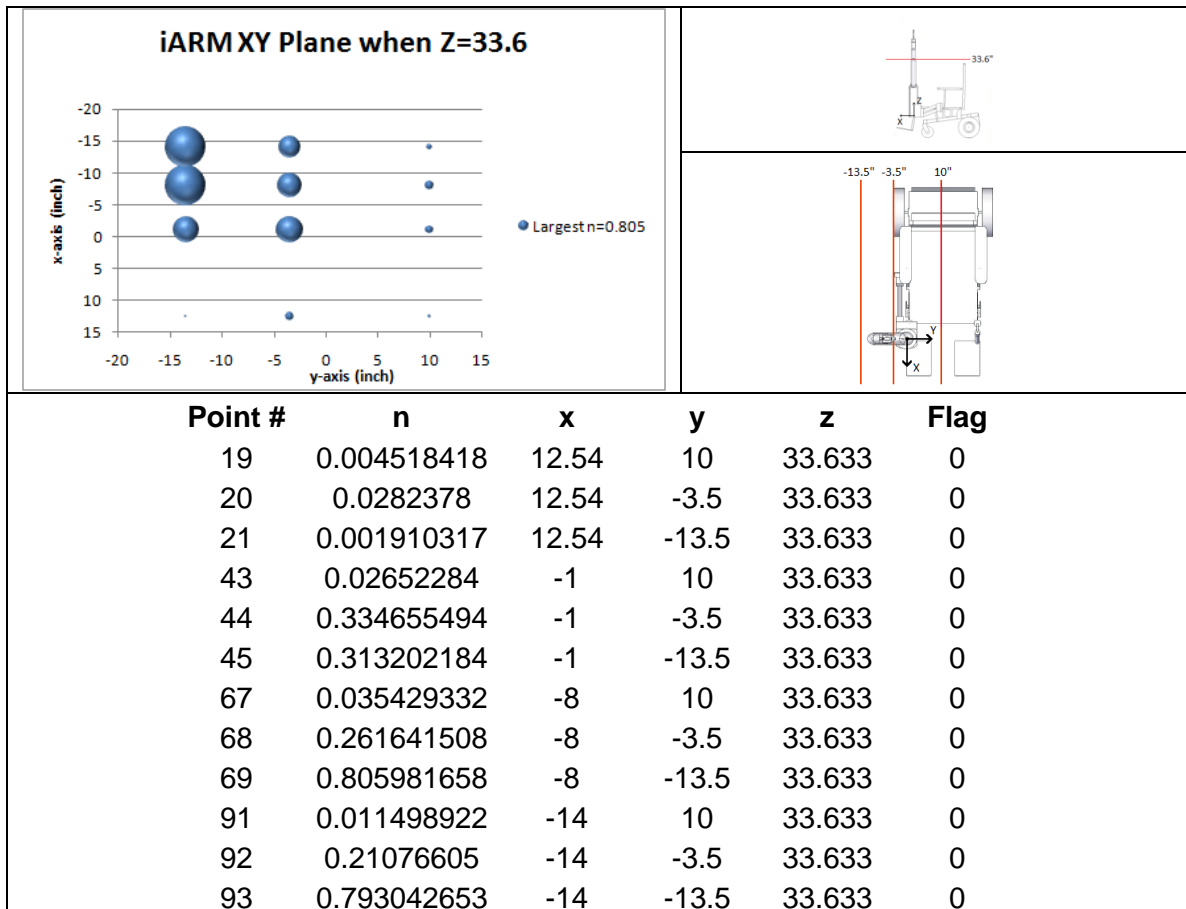 iARM XY Plane when Z=33.6
-20
-15
-10
-5
0
5
10
15
x-axis (inch)
-20 -15 -10 -5 0 5 10 15
y-axis (inch)
Largest n=0.805
33.6"
Z
X
-13.5" -3.5" 10"
Y
X
Point # n x y z Flag
19 0.004518418 12.54 10 33.633 0
20 0.0282378 12.54 -3.5 33.633 0
21 0.001910317 12.54 -13.5 33.633 0
43 0.02652284 -1 10 33.633 0
44 0.334655494 -1 -3.5 33.633 0
45 0.313202184 -1 -13.5 33.633 0
67 0.035429332 -8 10 33.633 0
68 0.261641508 -8 -3.5 33.633 0
69 0.805981658 -8 -13.5 33.633 0
91 0.011498922 -14 10 33.633 0
92 0.21076605 -14 -3.5 33.633 0
93 0.793042653 -14 -13.5 33.633 0